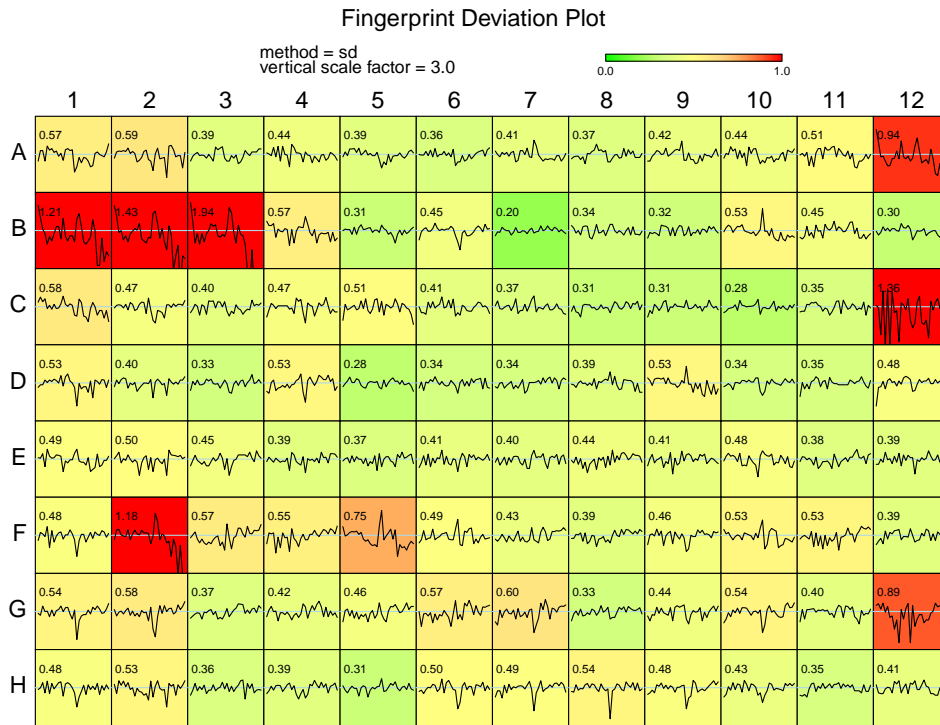 Fingerprint Deviation Plot
method = sd
vertical scale factor = 3.0
0.0 1.0
1 2 3 4 5 6 7 8 9 10 11 12
A 0.57 0.59 0.39 0.44 0.39 0.36 0.41 0.37 0.42 0.44 0.51 0.94
B 1.21 1.43 1.94 0.57 0.31 0.45 0.20 0.34 0.32 0.53 0.45 0.30
C 0.58 0.47 0.40 0.47 0.51 0.41 0.37 0.31 0.31 0.28 0.35 1.36
D 0.53 0.40 0.33 0.53 0.28 0.34 0.34 0.39 0.53 0.34 0.35 0.48
E 0.49 0.50 0.45 0.39 0.37 0.41 0.40 0.44 0.41 0.48 0.38 0.39
F 0.48 1.18 0.57 0.55 0.75 0.49 0.43 0.39 0.46 0.53 0.53 0.39
G 0.54 0.58 0.37 0.42 0.46 0.57 0.60 0.33 0.44 0.54 0.40 0.89
H 0.48 0.53 0.36 0.39 0.31 0.50 0.49 0.54 0.48 0.43 0.35 0.41